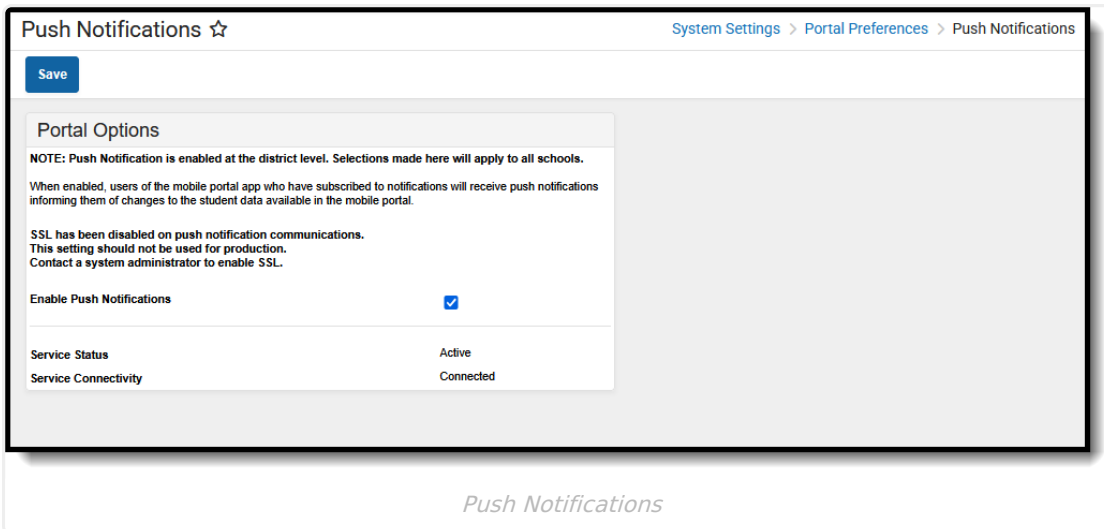 Push Notifications ☆
System Settings > Portal Preferences > Push Notifications
Save
Portal Options
NOTE: Push Notification is enabled at the district level. Selections made here will apply to all schools.
When enabled, users of the mobile portal app who have subscribed to notifications will receive push notifications
informing them of changes to the student data available in the mobile portal.
SSL has been disabled on push notification communications.
This setting should not be used for production.
Contact a system administrator to enable SSL.
Enable Push Notifications
Service Status Active
Service Connectivity Connected
Push Notifications